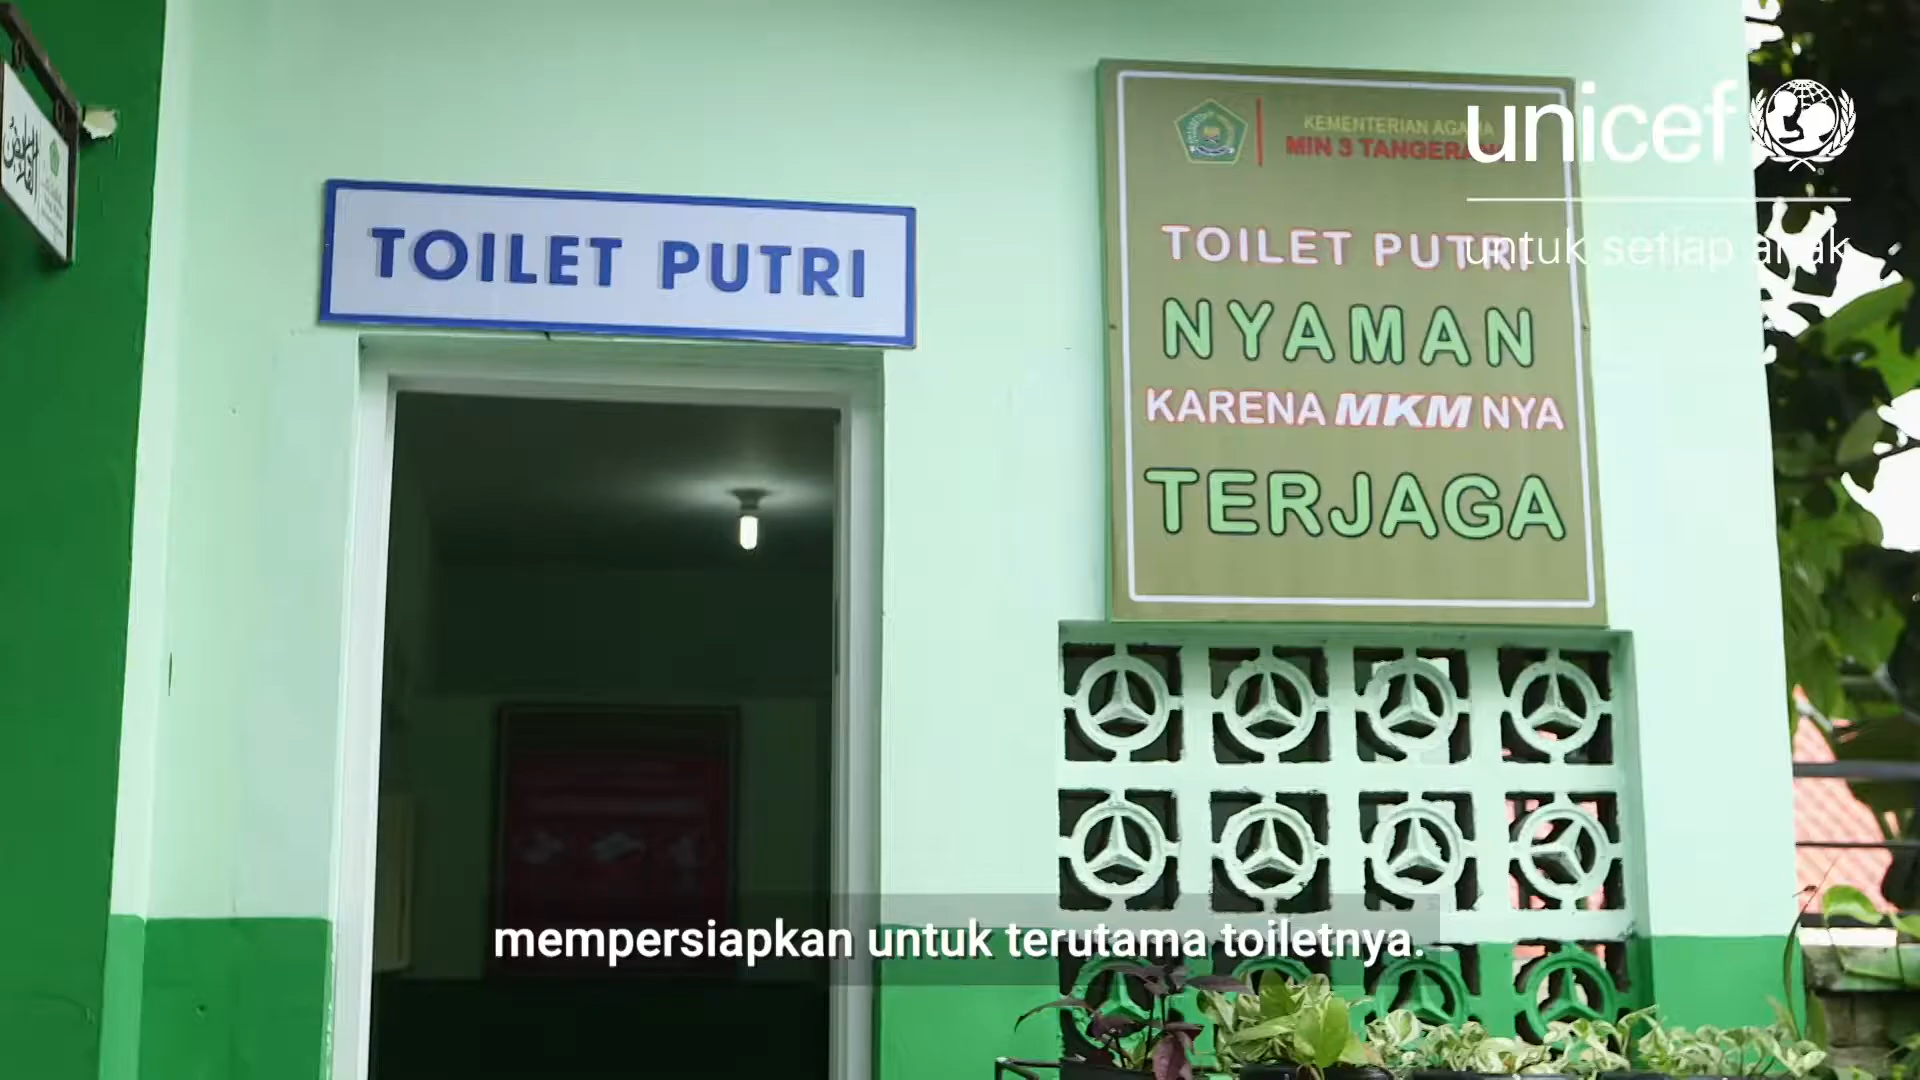 TOILET PUTRI
KEMENTERIAN AGAMA
MIN 3 TANGERANG
TOILET PUTRI
NYAMAN
KARENA MKM NYA
TERJAGA
unicef
untuk setiap anak
mempersiapkan untuk terutama toiletnya.